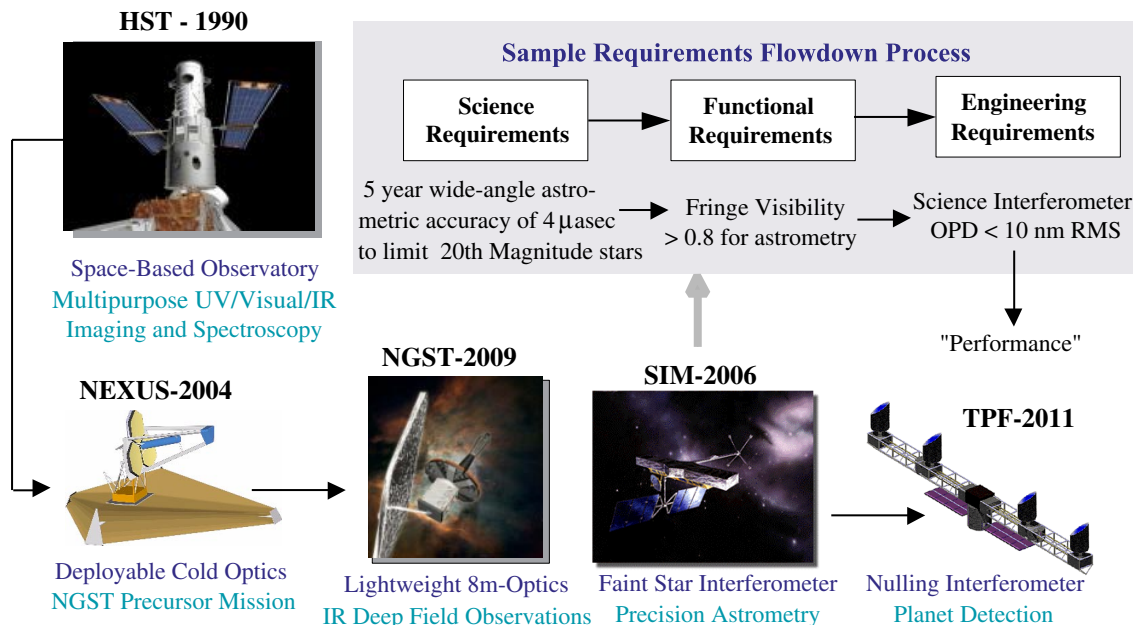 HST - 1990
Space-Based Observatory
Multipurpose UV/Visual/IR
Imaging and Spectroscopy
Sample Requirements Flowdown Process
Science
Requirements
Functional
Requirements
Engineering
Requirements
5 year wide-angle astro-
metric accuracy of 4 μasec
to limit 20th Magnitude stars
Fringe Visibility
> 0.8 for astrometry
Science Interferometer
OPD < 10 nm RMS
"Performance"
NEXUS-2004
Deployable Cold Optics
NGST Precursor Mission
NGST-2009
Lightweight 8m-Optics
IR Deep Field Observations
SIM-2006
Faint Star Interferometer
Precision Astrometry
TPF-2011
Nulling Interferometer
Planet Detection